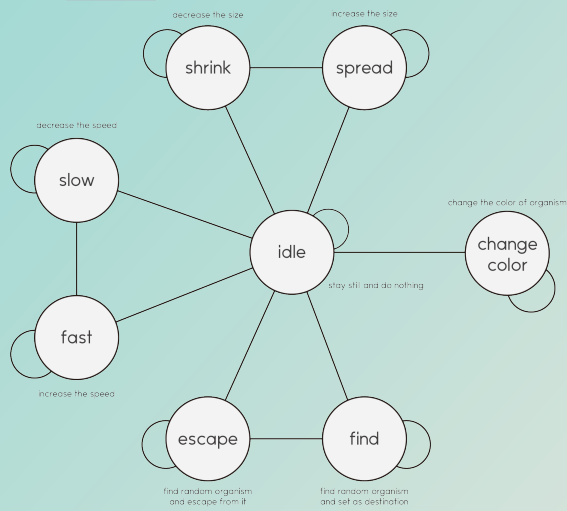 decrease the size
increase the size
shrink
spread
decrease the speed
slow
change the color of organism
idle
change
color
stay still and do nothing
fast
increase the speed
escape
find
find random organism
and escape from it
find random organism
and set as destination